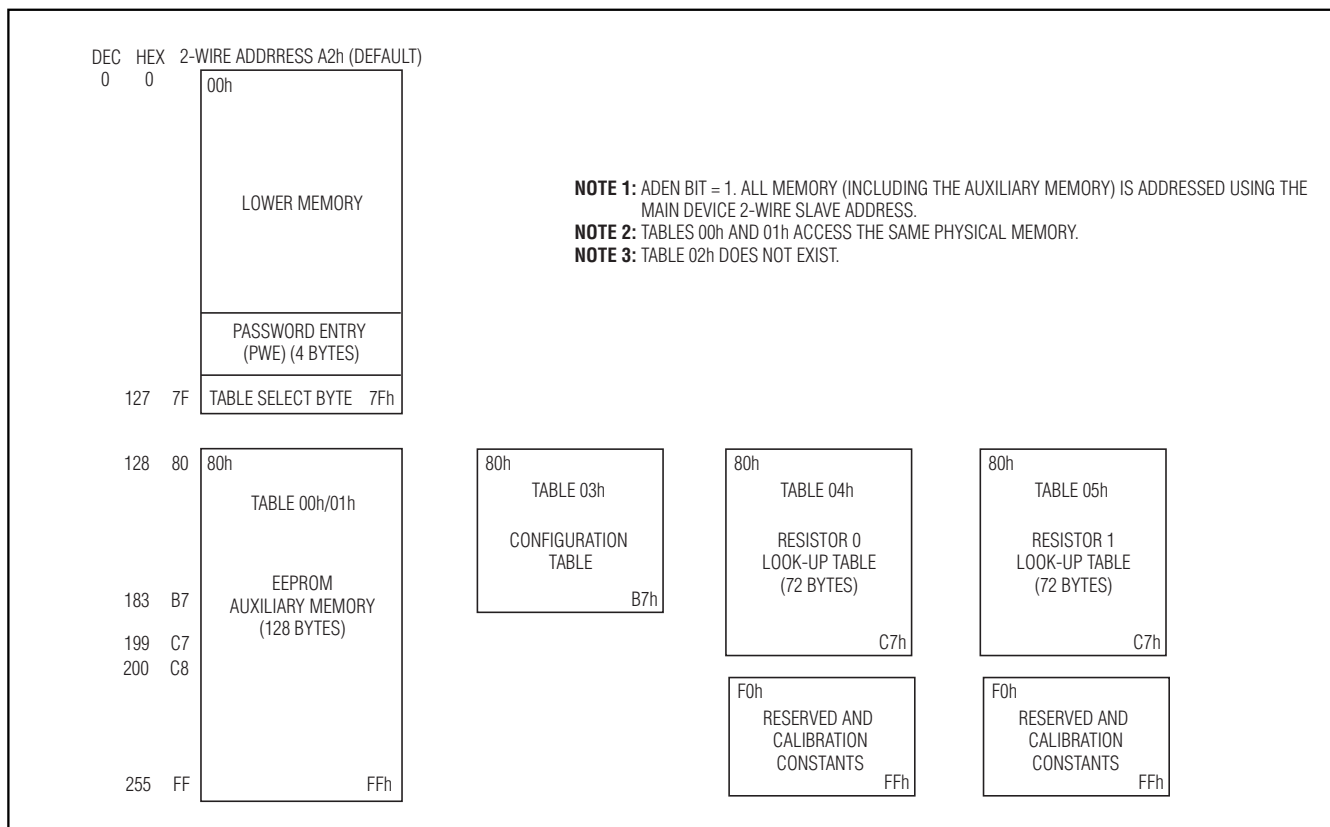 DEC HEX 2-WIRE ADDRRESS A2h (DEFAULT)
0 0
00h
LOWER MEMORY
PASSWORD ENTRY
(PWE) (4 BYTES)
127 7F TABLE SELECT BYTE 7Fh
NOTE 1: ADEN BIT = 1. ALL MEMORY (INCLUDING THE AUXILIARY MEMORY) IS ADDRESSED USING THE
MAIN DEVICE 2-WIRE SLAVE ADDRESS.
NOTE 2: TABLES 00h AND 01h ACCESS THE SAME PHYSICAL MEMORY.
NOTE 3: TABLE 02h DOES NOT EXIST.
128 80 80h
TABLE 00h/01h
EEPROM
AUXILIARY MEMORY
(128 BYTES)
183 B7
199 C7
200 C8
255 FF FFh
80h
TABLE 03h
CONFIGURATION
TABLE
B7h
80h
TABLE 04h
RESISTOR 0
LOOK-UP TABLE
(72 BYTES)
C7h
F0h
RESERVED AND
CALIBRATION
CONSTANTS
FFh
80h
TABLE 05h
RESISTOR 1
LOOK-UP TABLE
(72 BYTES)
C7h
F0h
RESERVED AND
CALIBRATION
CONSTANTS
FFh